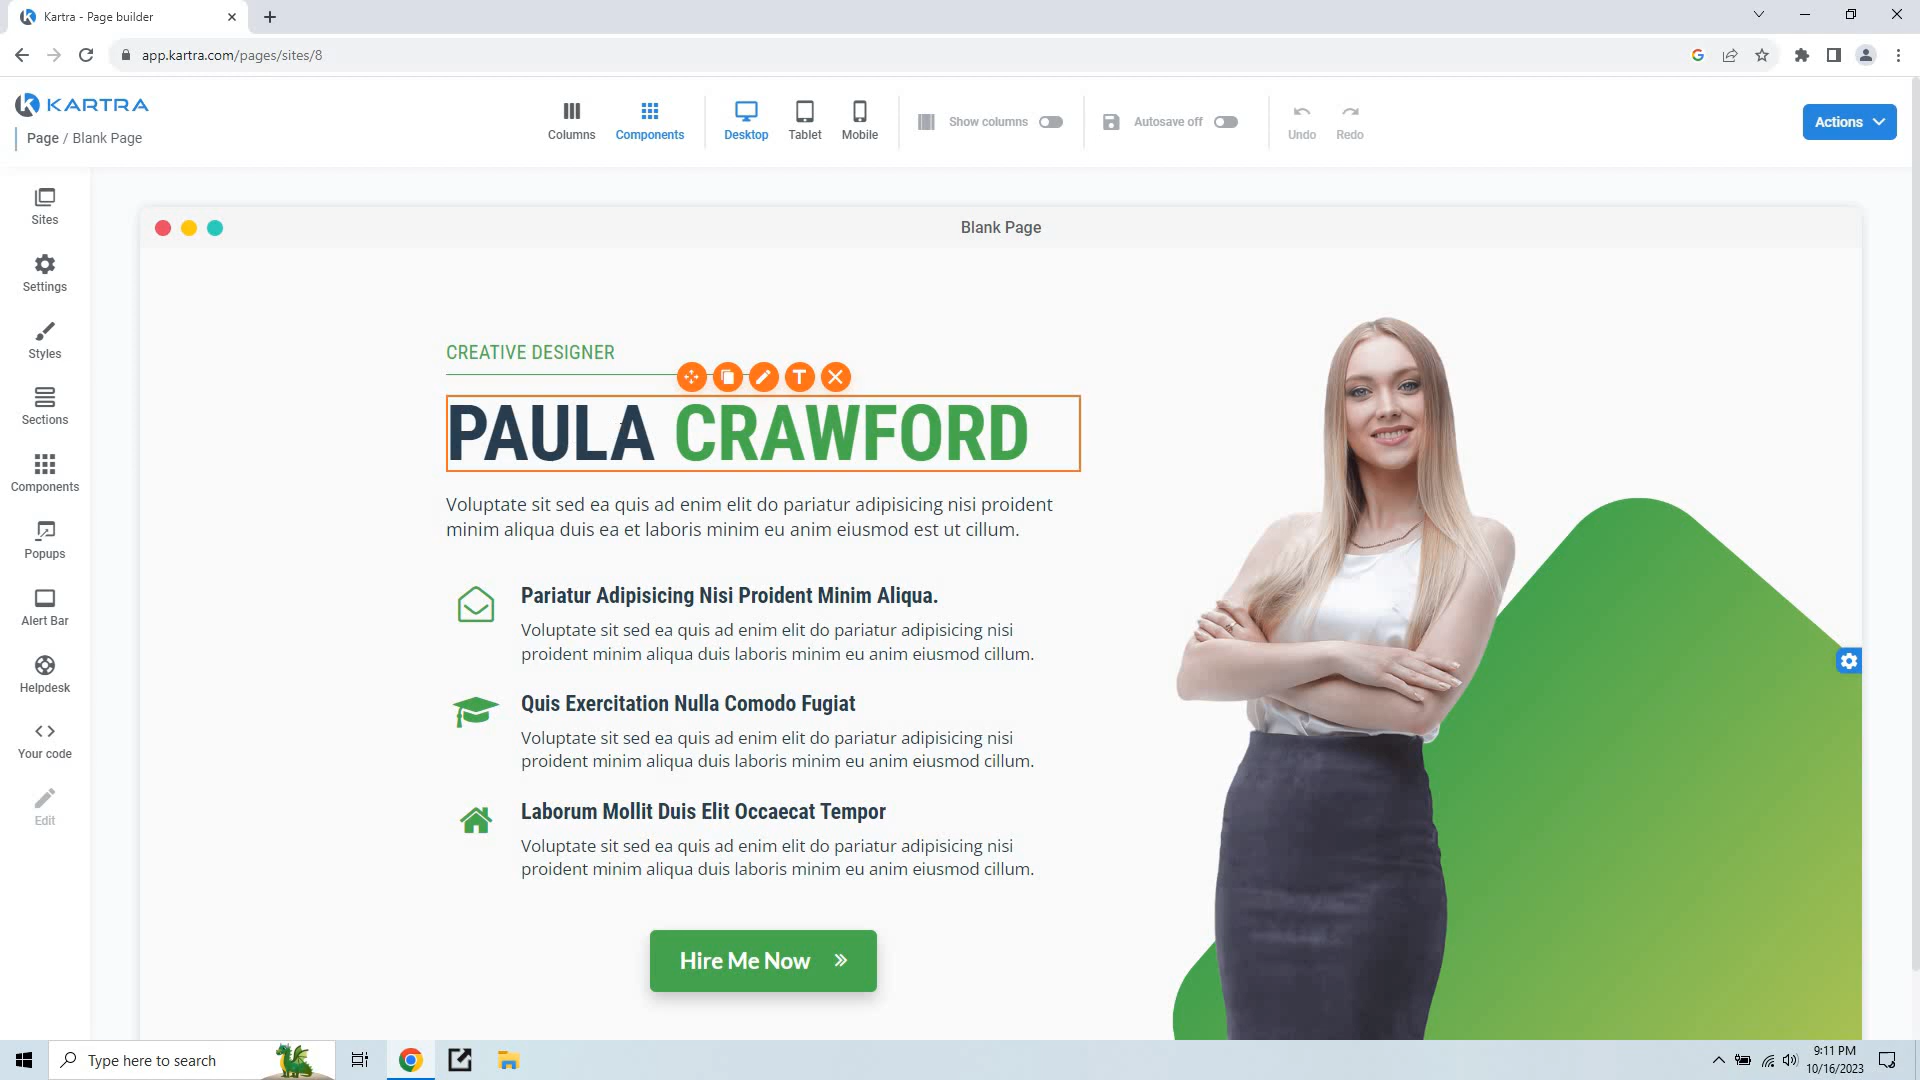 Kartra - Page builder
app.kartra.com/pages/sites/8
KARTRA
Page / Blank Page
Columns
Components
Desktop
Tablet
Mobile
Show columns
Autosave off
Undo
Redo
Actions
Sites
Settings
Styles
Sections
Components
Popups
Alert Bar
Helpdesk
Your code
Edit
Blank Page
CREATIVE DESIGNER
T
PAULA CRAWFORD
Voluptate sit sed ea quis ad enim elit do pariatur adipisicing nisi proident
minim aliqua duis ea et laboris minim eu anim eiusmod est ut cillum.
Pariatur Adipisicing Nisi Proident Minim Aliqua.
Voluptate sit sed ea quis ad enim elit do pariatur adipisicing nisi
proident minim aliqua duis laboris minim eu anim eiusmod cillum.
Quis Exercitation Nulla Comodo Fugiat
Voluptate sit sed ea quis ad enim elit do pariatur adipisicing nisi
proident minim aliqua duis laboris minim eu anim eiusmod cillum.
Laborum Mollit Duis Elit Occaecat Tempor
Voluptate sit sed ea quis ad enim elit do pariatur adipisicing nisi
proident minim aliqua duis laboris minim eu anim eiusmod cillum.
Hire Me Now
Type here to search
9:11 PM
10/16/2023